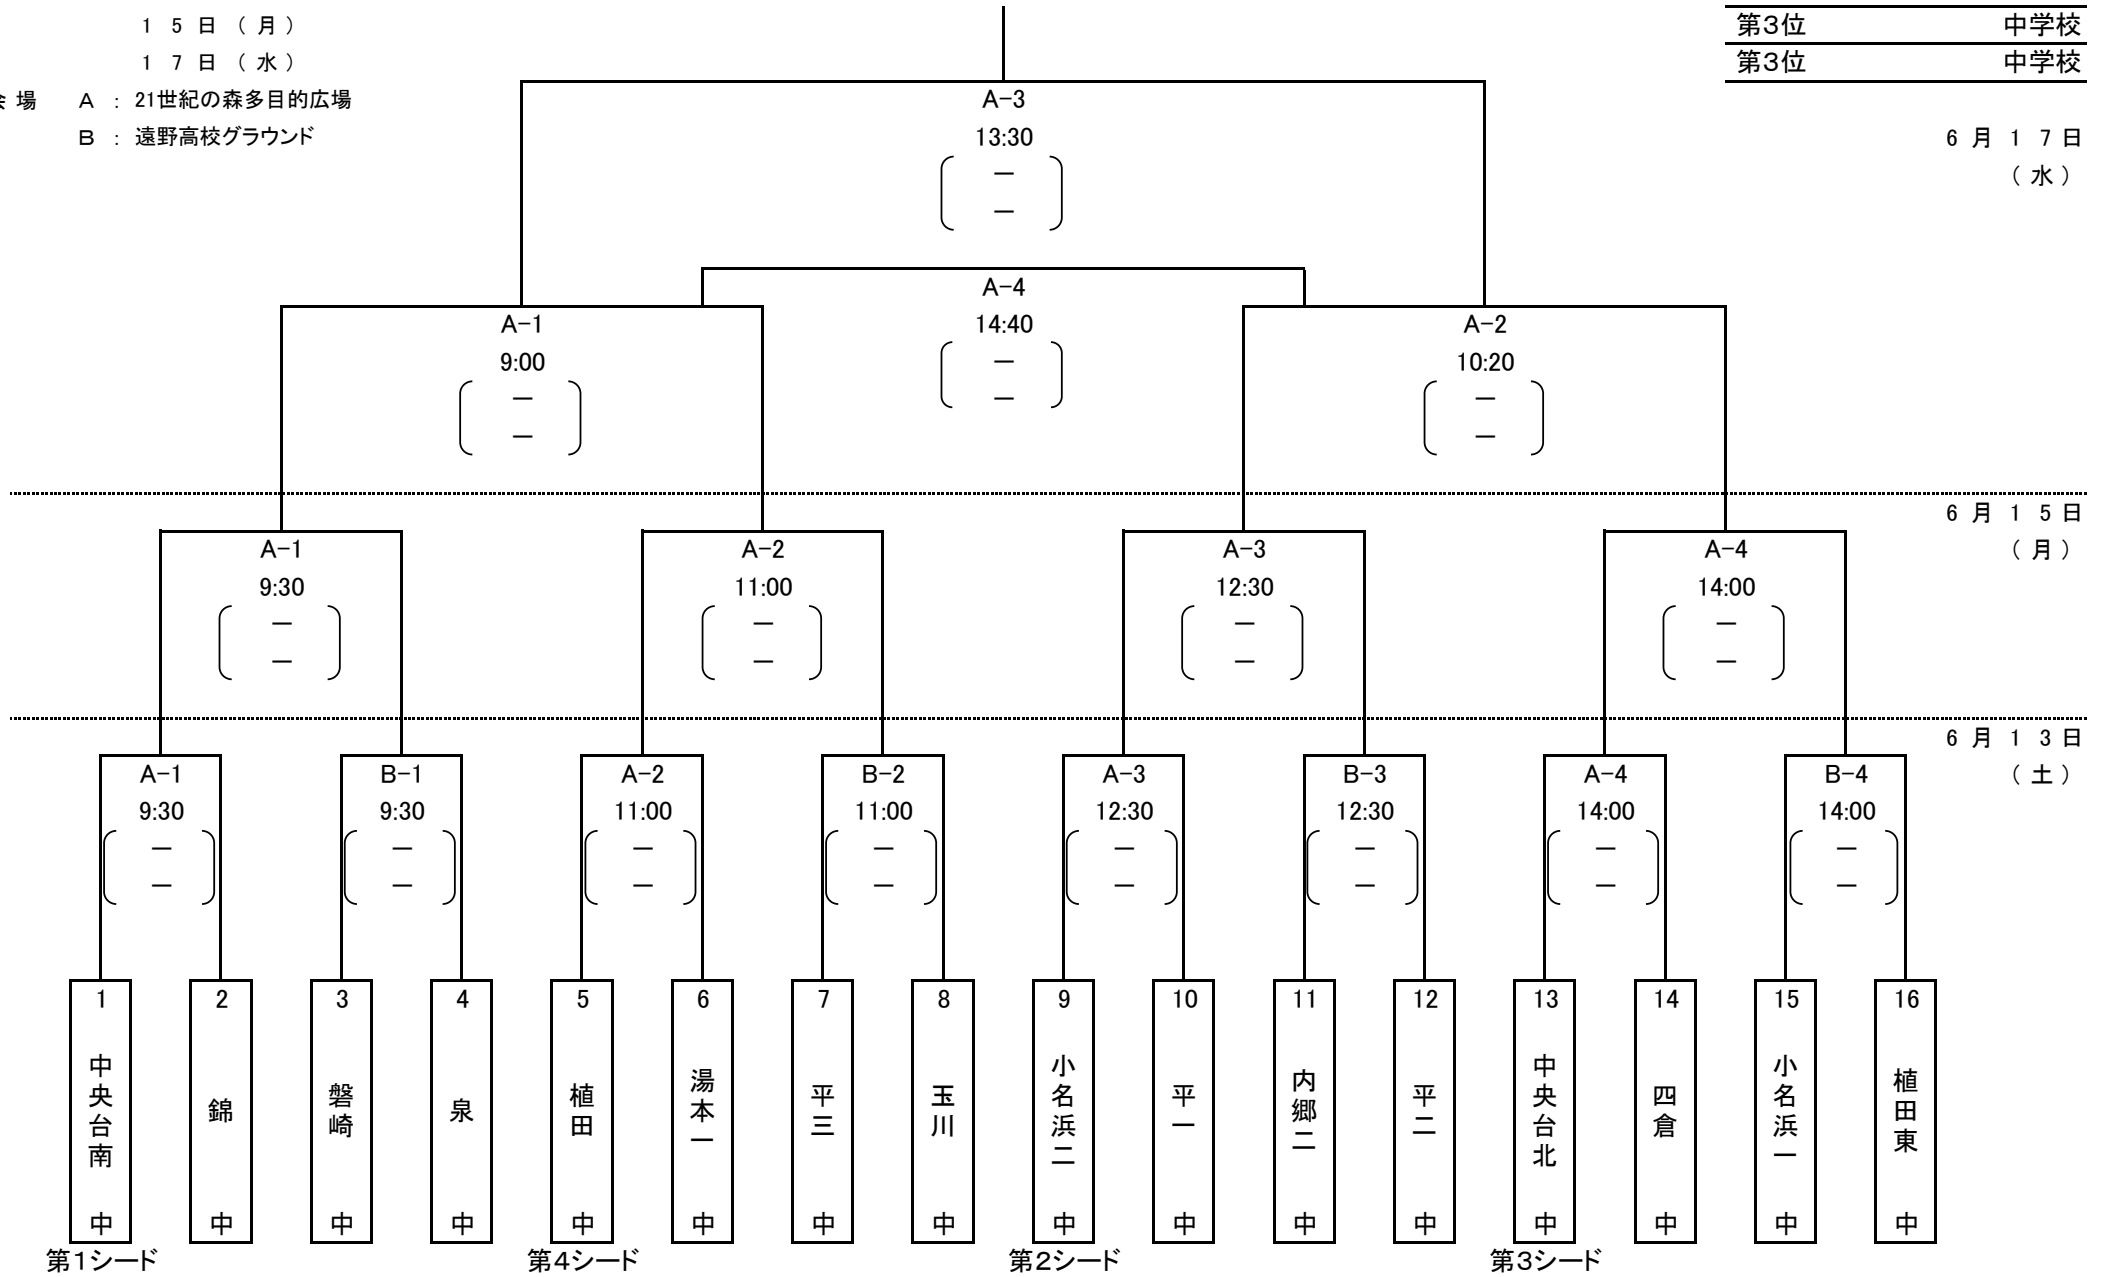 15日(月)
第3位 中学校
17日(水)
第3位 中学校
場 A : 21世紀の森多目的広場
B : 遠野高校グラウンド
A-3
13:30
―
―
6月17日
(水)
A-4
14:40
―
―
A-1
9:00
―
―
A-2
10:20
―
―
6月15日
(月)
A-1
9:30
―
―
A-2
11:00
―
―
A-3
12:30
―
―
A-4
14:00
―
―
6月13日
(土)
A-1
9:30
―
―
B-1
9:30
―
―
A-2
11:00
―
―
B-2
11:00
―
―
A-3
12:30
―
―
B-3
12:30
―
―
A-4
14:00
―
―
B-4
14:00
―
―
1 中央台南 中
2 錦 中
3 磐崎 中
4 泉 中
5 植田 中
6 湯本一 中
7 平三 中
8 玉川 中
9 小名浜二 中
10 平一 中
11 内郷二 中
12 平二 中
13 中央台北 中
14 四倉 中
15 小名浜一 中
16 植田東 中
第1シード
第4シード
第2シード
第3シード